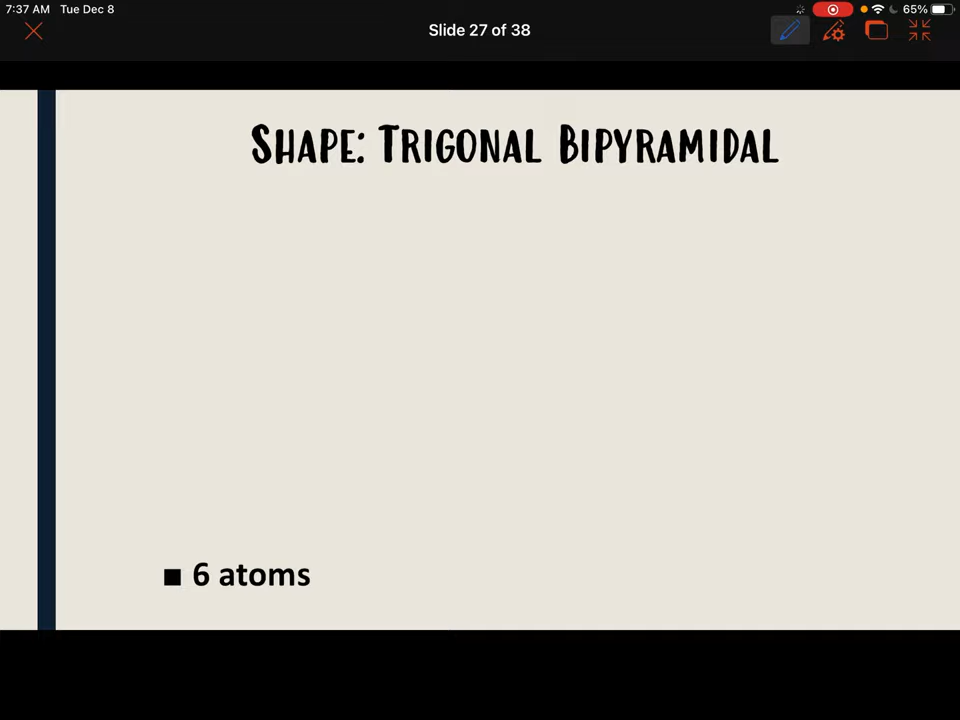 7:37 AM Tue Dec 8
65%
Slide 27 of 38
SHAPE: TRIGONAL BIPYRAMIDAL
■ 6 atoms